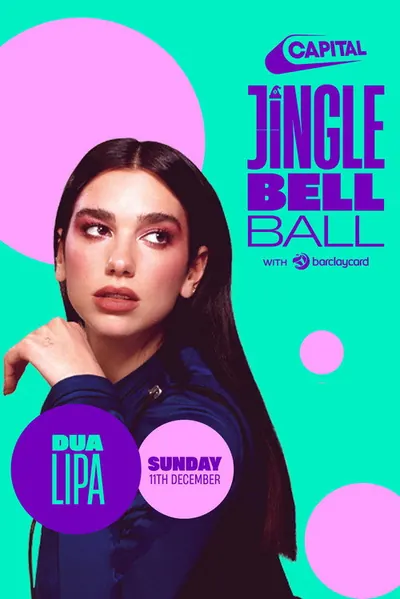 CAPITAL
JINGLE
BELL
BALL
WITH barclaycard
DUA
LIPA
SUNDAY
11TH DECEMBER